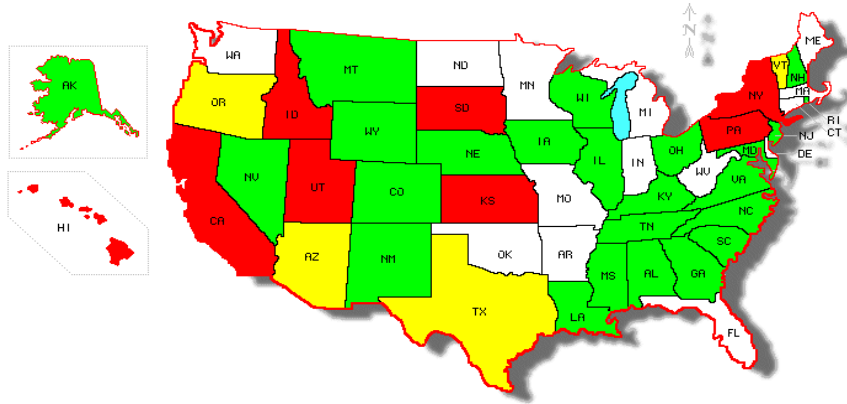 N
ME
WA
ND
MT
MN
VT
NH
AK
OR
ID
SD
WI
MI
NY
MA
WY
RI
IA
PA
CT
NJ
NE
OH
MD
DE
NV
IL
IN
WV
UT
CO
VA
CA
KS
MO
KY
HI
NC
TN
AZ
NM
OK
AR
SC
MS
AL
GA
TX
LA
FL